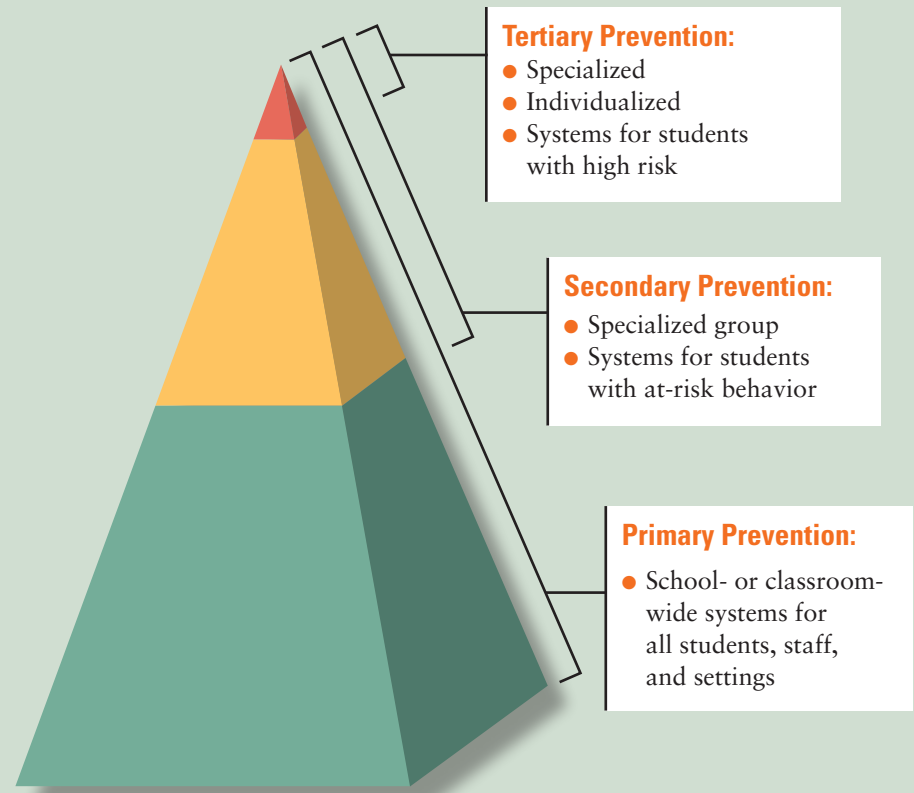 Tertiary Prevention:
● Specialized
● Individualized
● Systems for students
with high risk
Secondary Prevention:
● Specialized group
● Systems for students
with at-risk behavior
Primary Prevention:
● School- or classroom-
wide systems for
all students, staff,
and settings